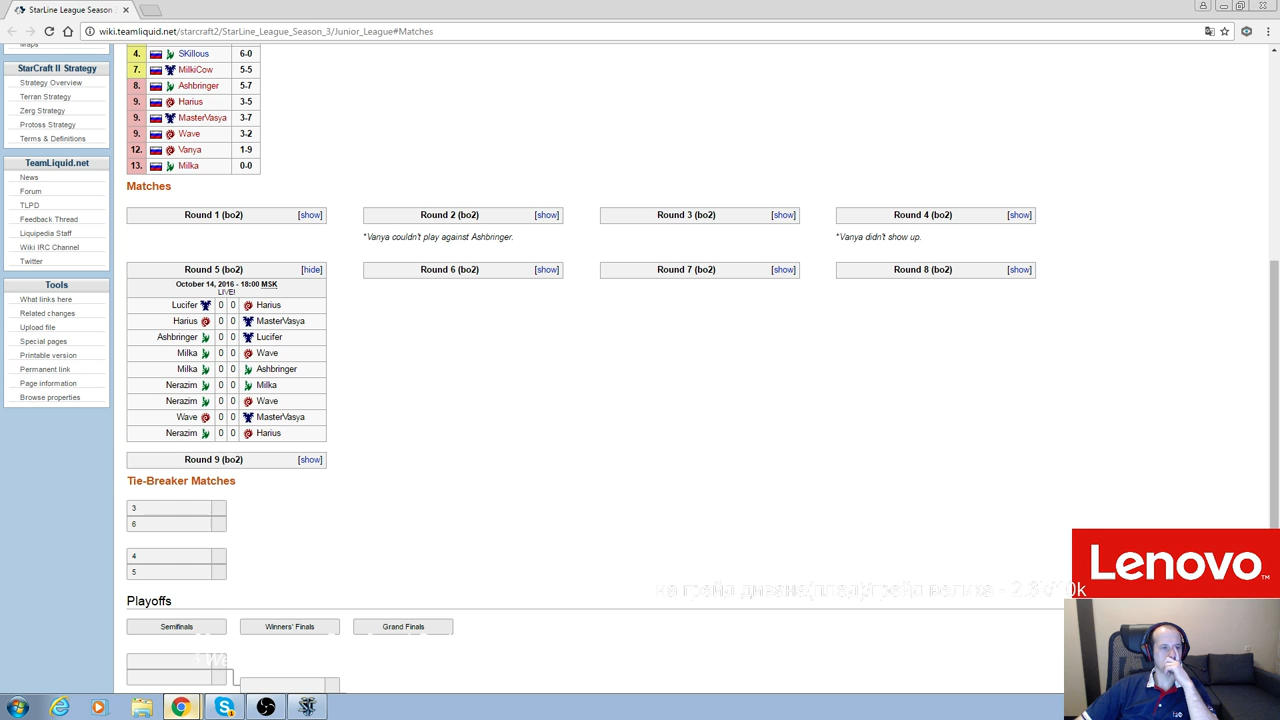 StarLine League Season
wiki.teamliquid.net/starcraft2/StarLine_League_Season_3/Junior_League#Matches
Maps
StarCraft II Strategy
Strategy Overview
Terran Strategy
Zerg Strategy
Protoss Strategy
Terms & Definitions
TeamLiquid.net
News
Forum
TLPD
Feedback Thread
Liquipedia Staff
Wiki IRC Channel
Twitter
Tools
What links here
Related changes
Upload file
Special pages
Printable version
Permanent link
Page information
Browse properties
4. SKillous 6-0
7. MilkiCow 5-5
8. Ashbringer 5-7
9. Harius 3-5
9. MasterVasya 3-7
9. Wave 3-2
12. Vanya 1-9
13. Milka 0-0
Matches
Round 1 (bo2) [show]
Round 2 (bo2) [show]
Round 3 (bo2) [show]
Round 4 (bo2) [show]
*Vanya couldn't play against Ashbringer.
*Vanya didn't show up.
Round 5 (bo2) [hide]
Round 6 (bo2) [show]
Round 7 (bo2) [show]
Round 8 (bo2) [show]
October 14, 2016 - 18:00 MSK
LIVE!
Lucifer 0 0 Harius
Harius 0 0 MasterVasya
Ashbringer 0 0 Lucifer
Milka 0 0 Wave
Milka 0 0 Ashbringer
Nerazim 0 0 Milka
Nerazim 0 0 Wave
Wave 0 0 MasterVasya
Nerazim 0 0 Harius
Round 9 (bo2) [show]
Tie-Breaker Matches
3
6
4
5
Playoffs
Semifinals
Winners' Finals
Grand Finals
Lenovo
TM